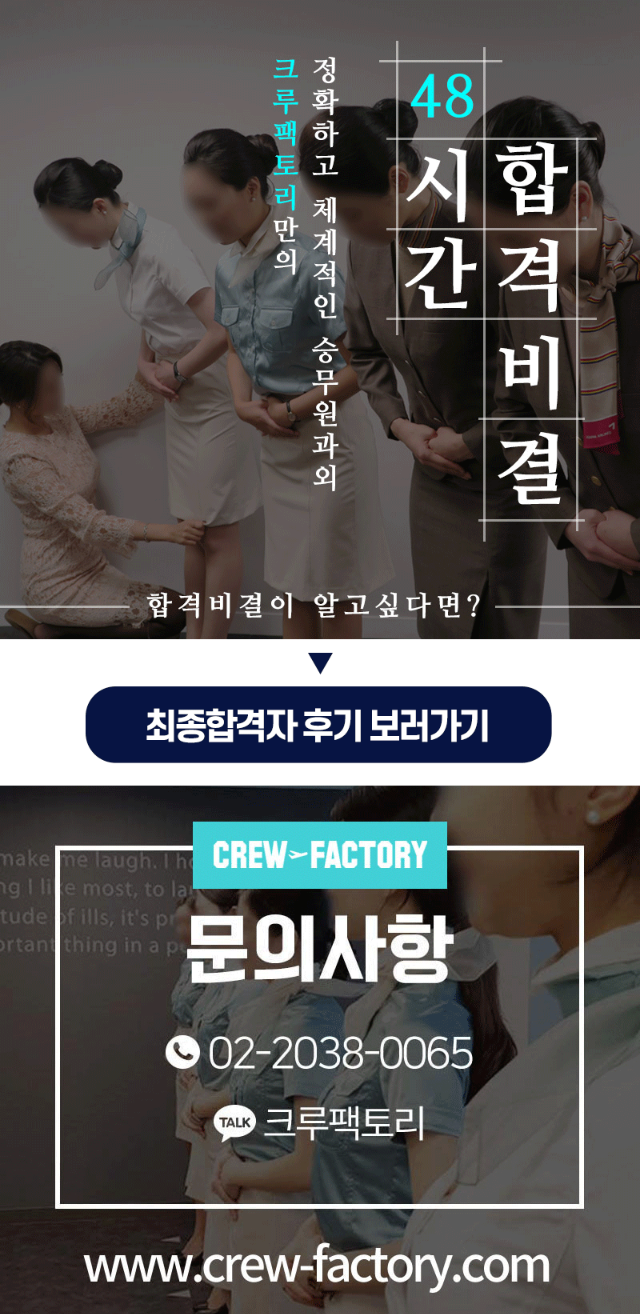 48시간
합격비결
정확하고 체계적인 승무원과외
크루팩토리만의
합격비결이 알고싶다면?
최종합격자 후기 보러가기
make me laugh. I h
ng I like most, to la
tude of ills, it's pr
ortant thing in a p
CREW FACTORY
문의사항
02-2038-0065
TALK 크루팩토리
www.crew-factory.com